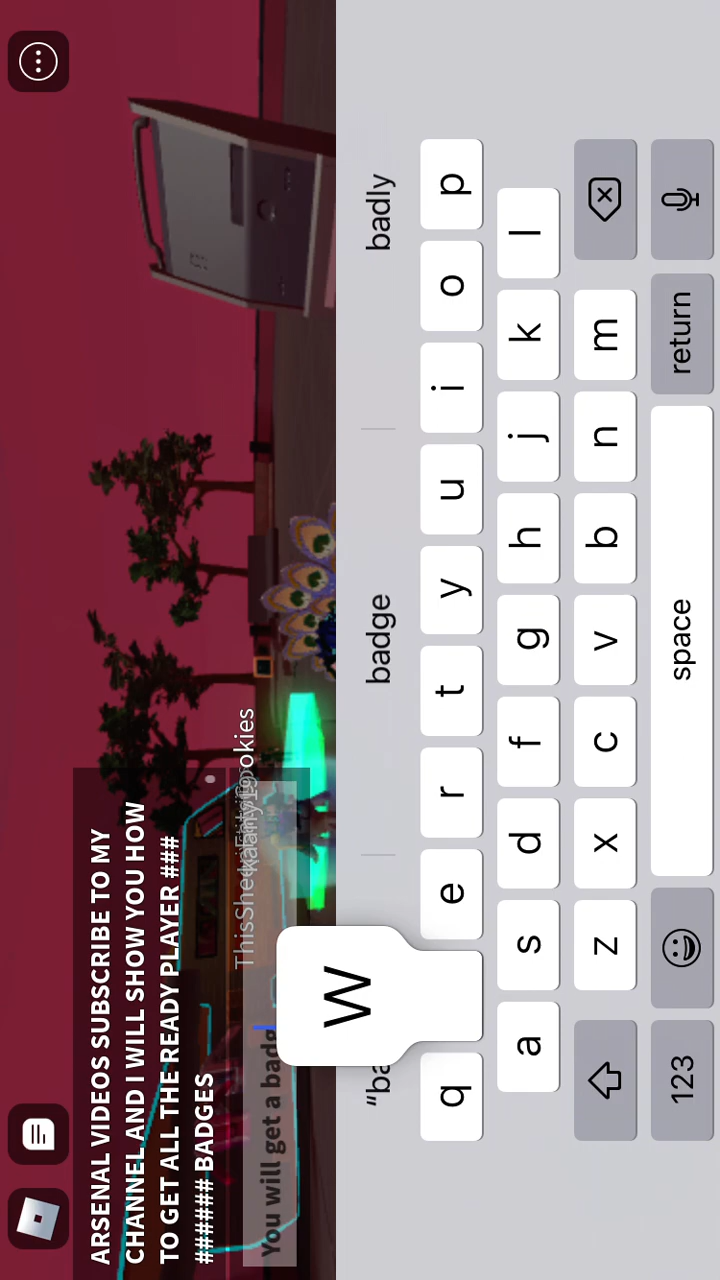 ARSENAL VIDEOS SUBSCRIBE TO MY
CHANNEL AND I WILL SHOW YOU HOW
TO GET ALL THE READY PLAYER ###
###### BADGES
You will get a badg
"ba
badge
badly
q
W
e
r
t
y
u
i
o
p
a
s
d
f
g
h
j
k
l
z
x
c
v
b
n
m
123
space
return